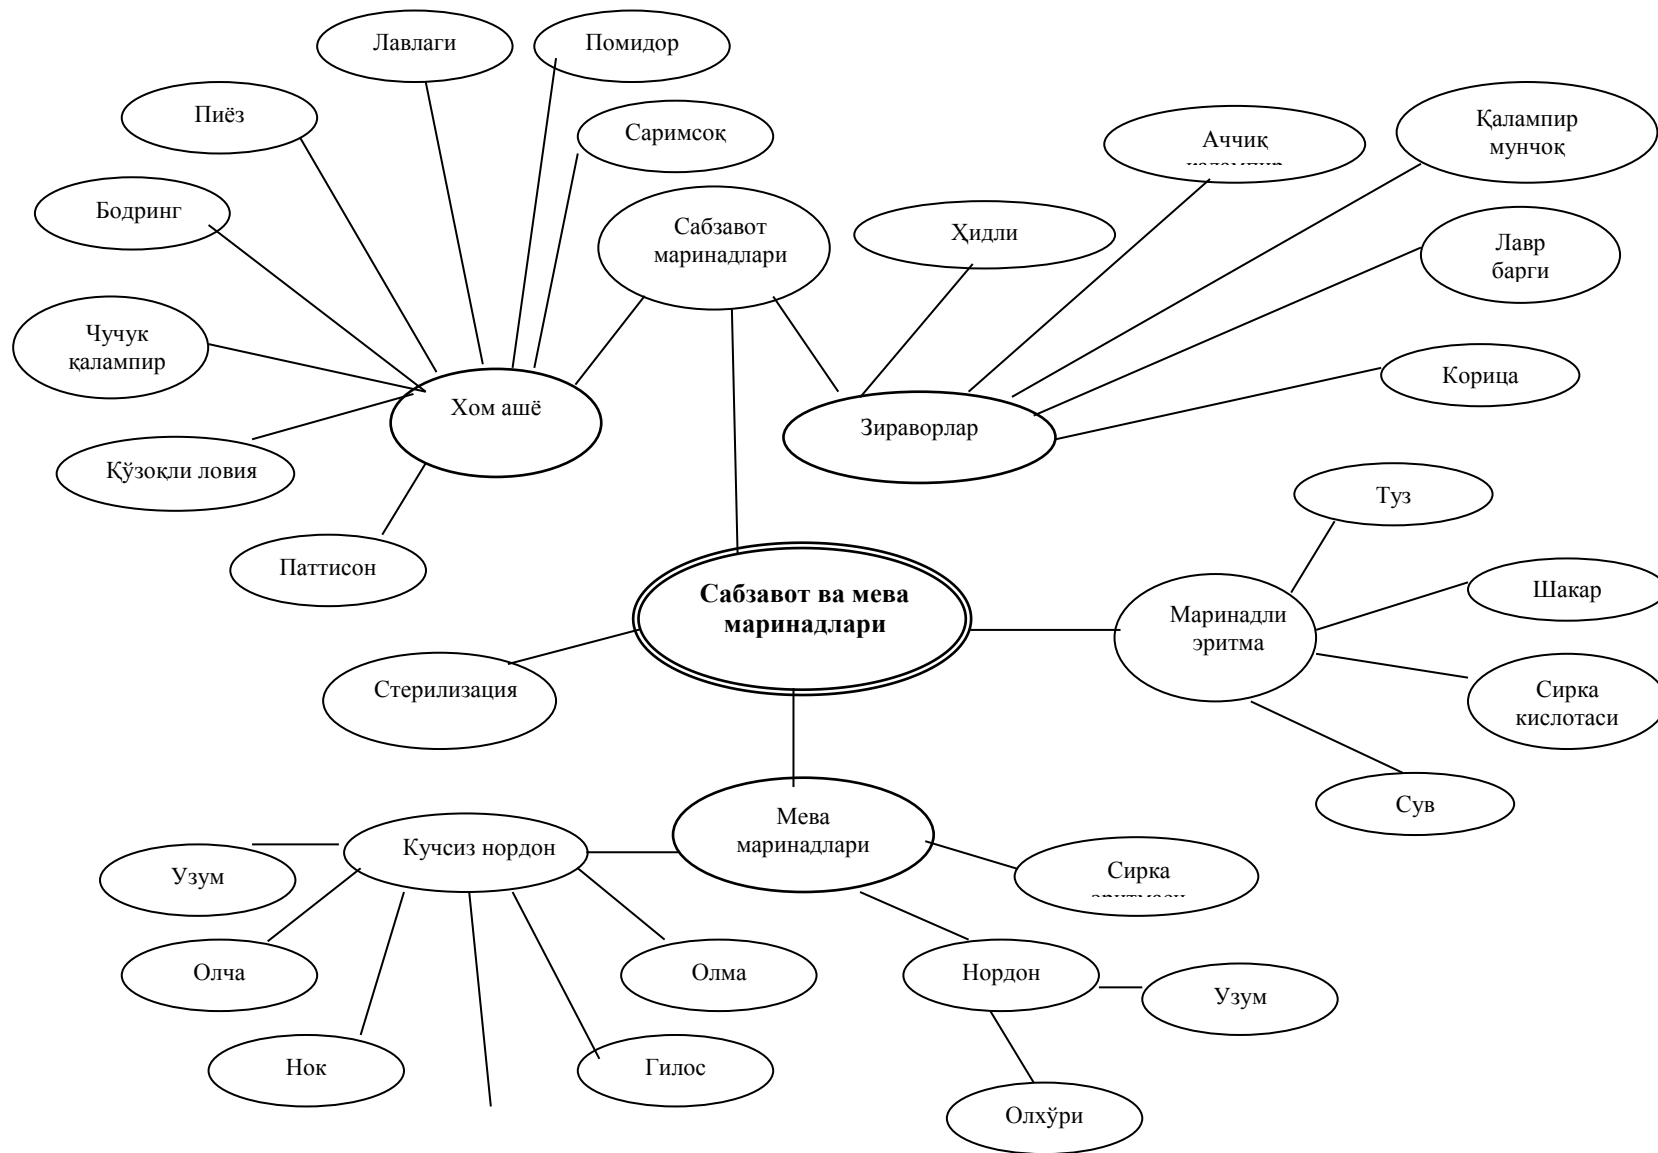 Лавлаги
Помидор
Пиёз
Саримсоқ
Аччиқ
Қалампир
мунчоқ
Бодринг
Сабзавот
маринадлари
Ҳидли
Лавр
барги
Чучук
қалампир
Хом ашё
Зираворлар
Корица
Қўзоқли ловия
Туз
Паттисон
Сабзавот ва мева
маринадлари
Маринадли
эритма
Шакар
Стерилизация
Сирка
кислотаси
Сув
Мева
маринадлари
Кучсиз нордон
Узум
Сирка
Олча
Олма
Нордон
Узум
Нок
Гилос
Олхўри